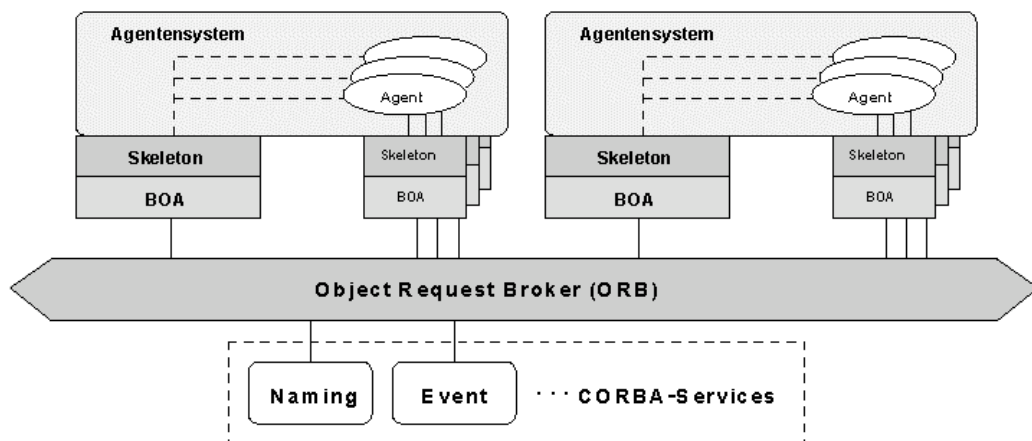 Agentensystem
Agent
Skeleton
BOA
Skeleton
BOA
Agentensystem
Agent
Skeleton
BOA
Skeleton
BOA
Object Request Broker (ORB)
Naming
Event
··· CORBA-Services